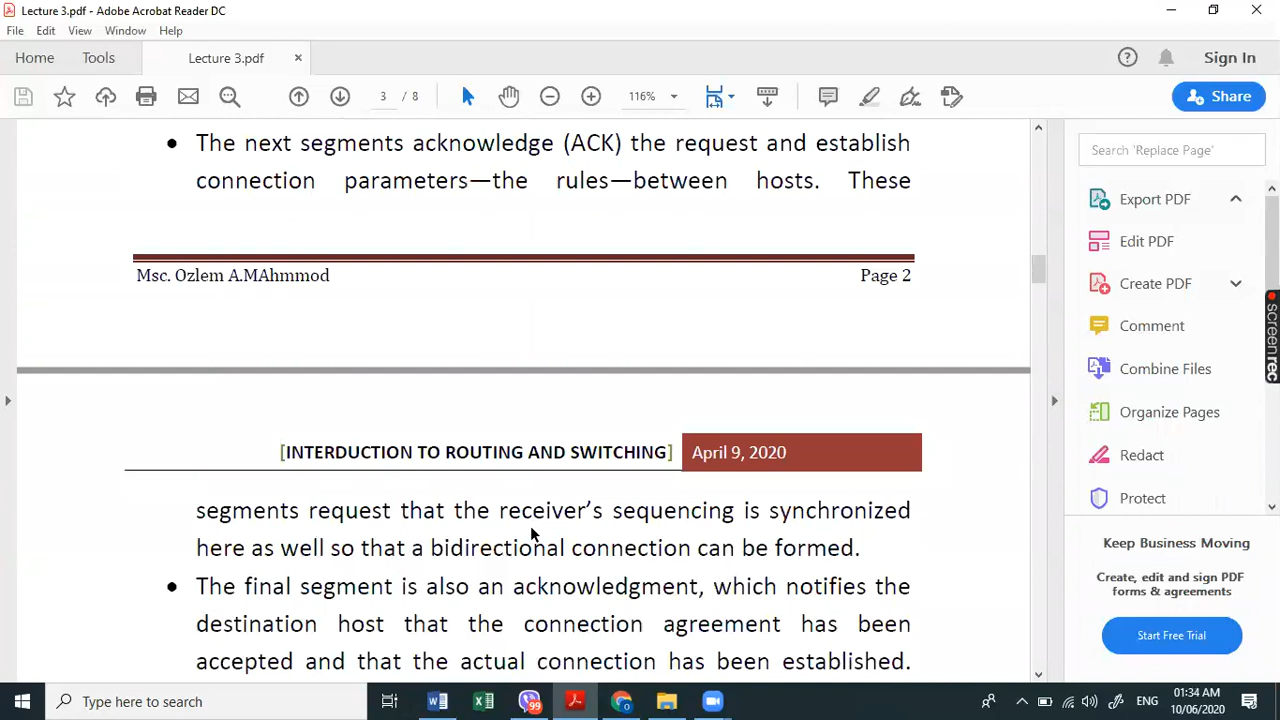 Lecture 3.pdf - Adobe Acrobat Reader DC
File Edit View Window Help
Home Tools Lecture 3.pdf × Sign In
3 / 8 116% Share
• The next segments acknowledge (ACK) the request and establish
connection parameters—the rules—between hosts. These
Msc. Ozlem A.MAhmmod Page 2
[INTERDUCTION TO ROUTING AND SWITCHING] April 9, 2020
segments request that the receiver’s sequencing is synchronized
here as well so that a bidirectional connection can be formed.
• The final segment is also an acknowledgment, which notifies the
destination host that the connection agreement has been
accepted and that the actual connection has been established.
Search 'Replace Page'
Export PDF
Edit PDF
Create PDF
Comment
Combine Files
Organize Pages
Redact
Protect
Keep Business Moving
Create, edit and sign PDF
forms & agreements
Start Free Trial
screenrec
Type here to search
99
ENG
01:34 AM
10/06/2020